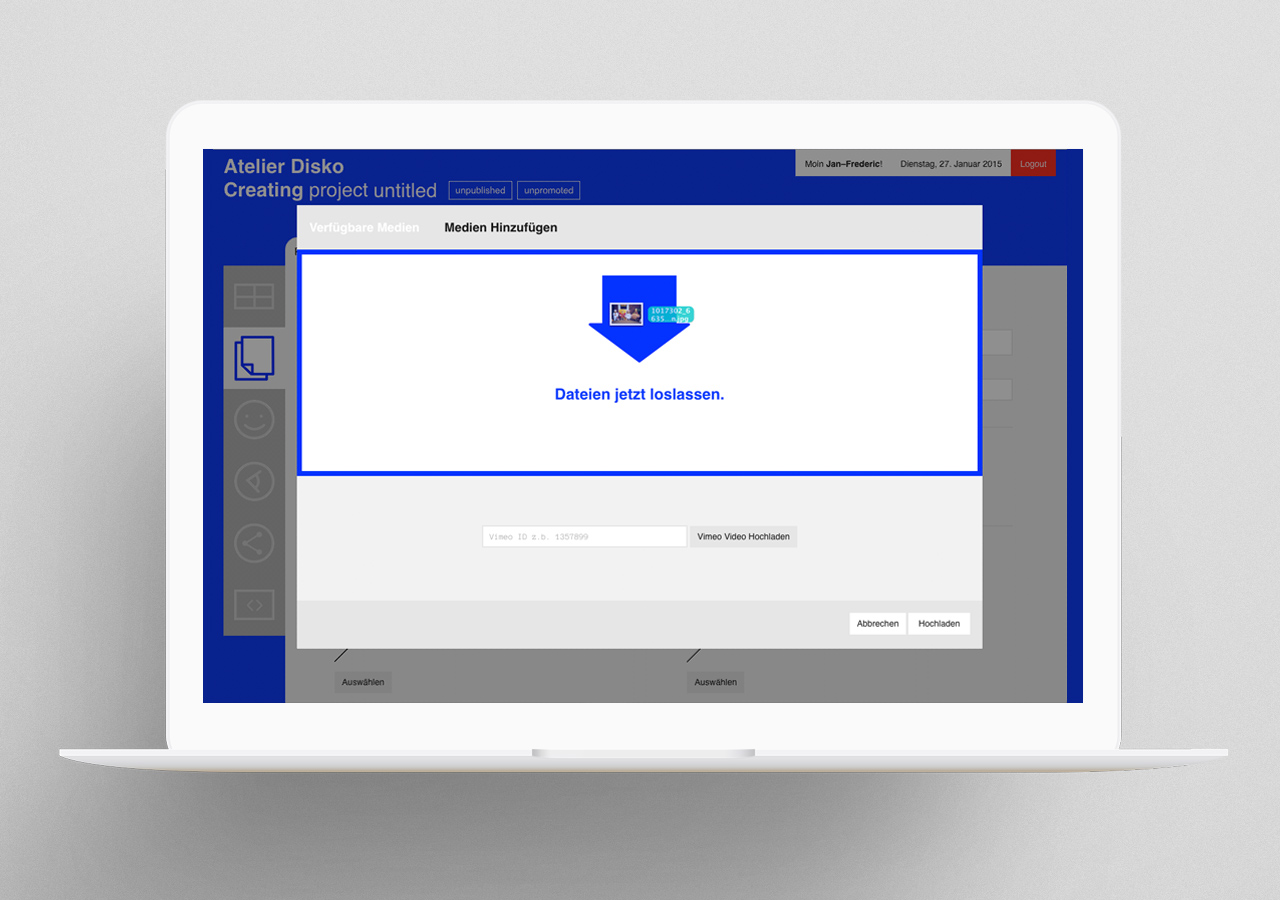 Atelier Disko
Creating project untitled
unpublished
unpromoted
Moin Jan–Frederic!
Dienstag, 27. Januar 2015
Logout
Verfügbare Medien
Medien Hinzufügen
1017302_6
635...n.jpg
Dateien jetzt loslassen.
Vimeo ID z.b. 1357899
Vimeo Video Hochladen
Abbrechen
Hochladen
Auswählen
Auswählen